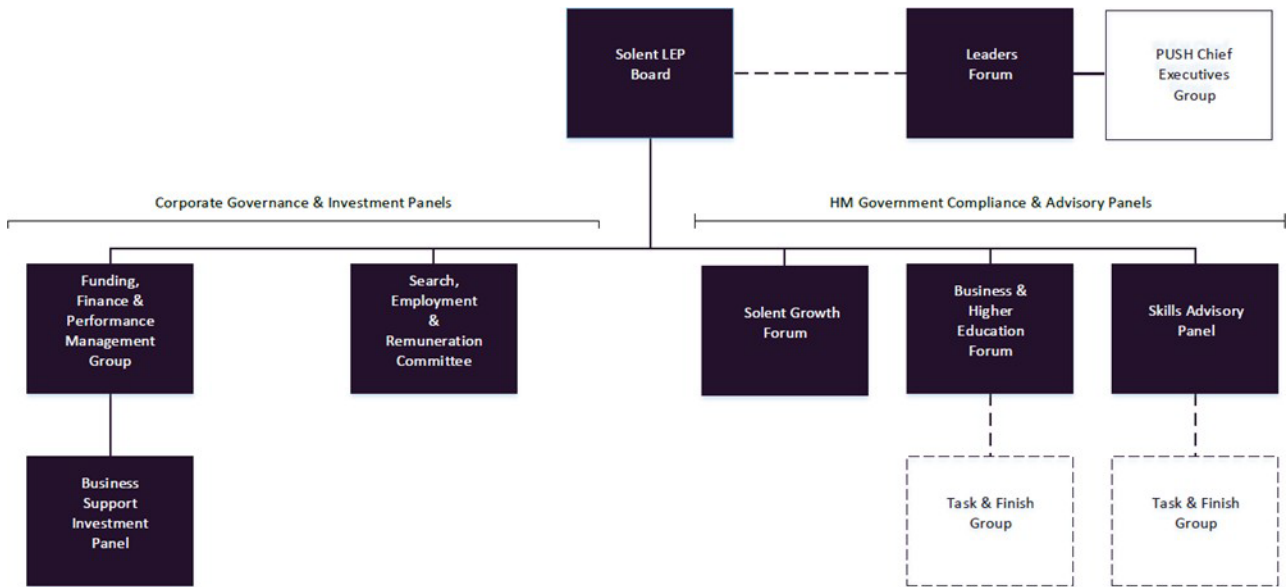 Solent LEP
Board
Leaders
Forum
PUSH Chief
Executives
Group
Corporate Governance & Investment Panels
HM Government Compliance & Advisory Panels
Funding,
Finance &
Performance
Management
Group
Search,
Employment
&
Remuneration
Committee
Solent Growth
Forum
Business &
Higher
Education
Forum
Skills Advisory
Panel
Business
Support
Investment
Panel
Task & Finish
Group
Task & Finish
Group